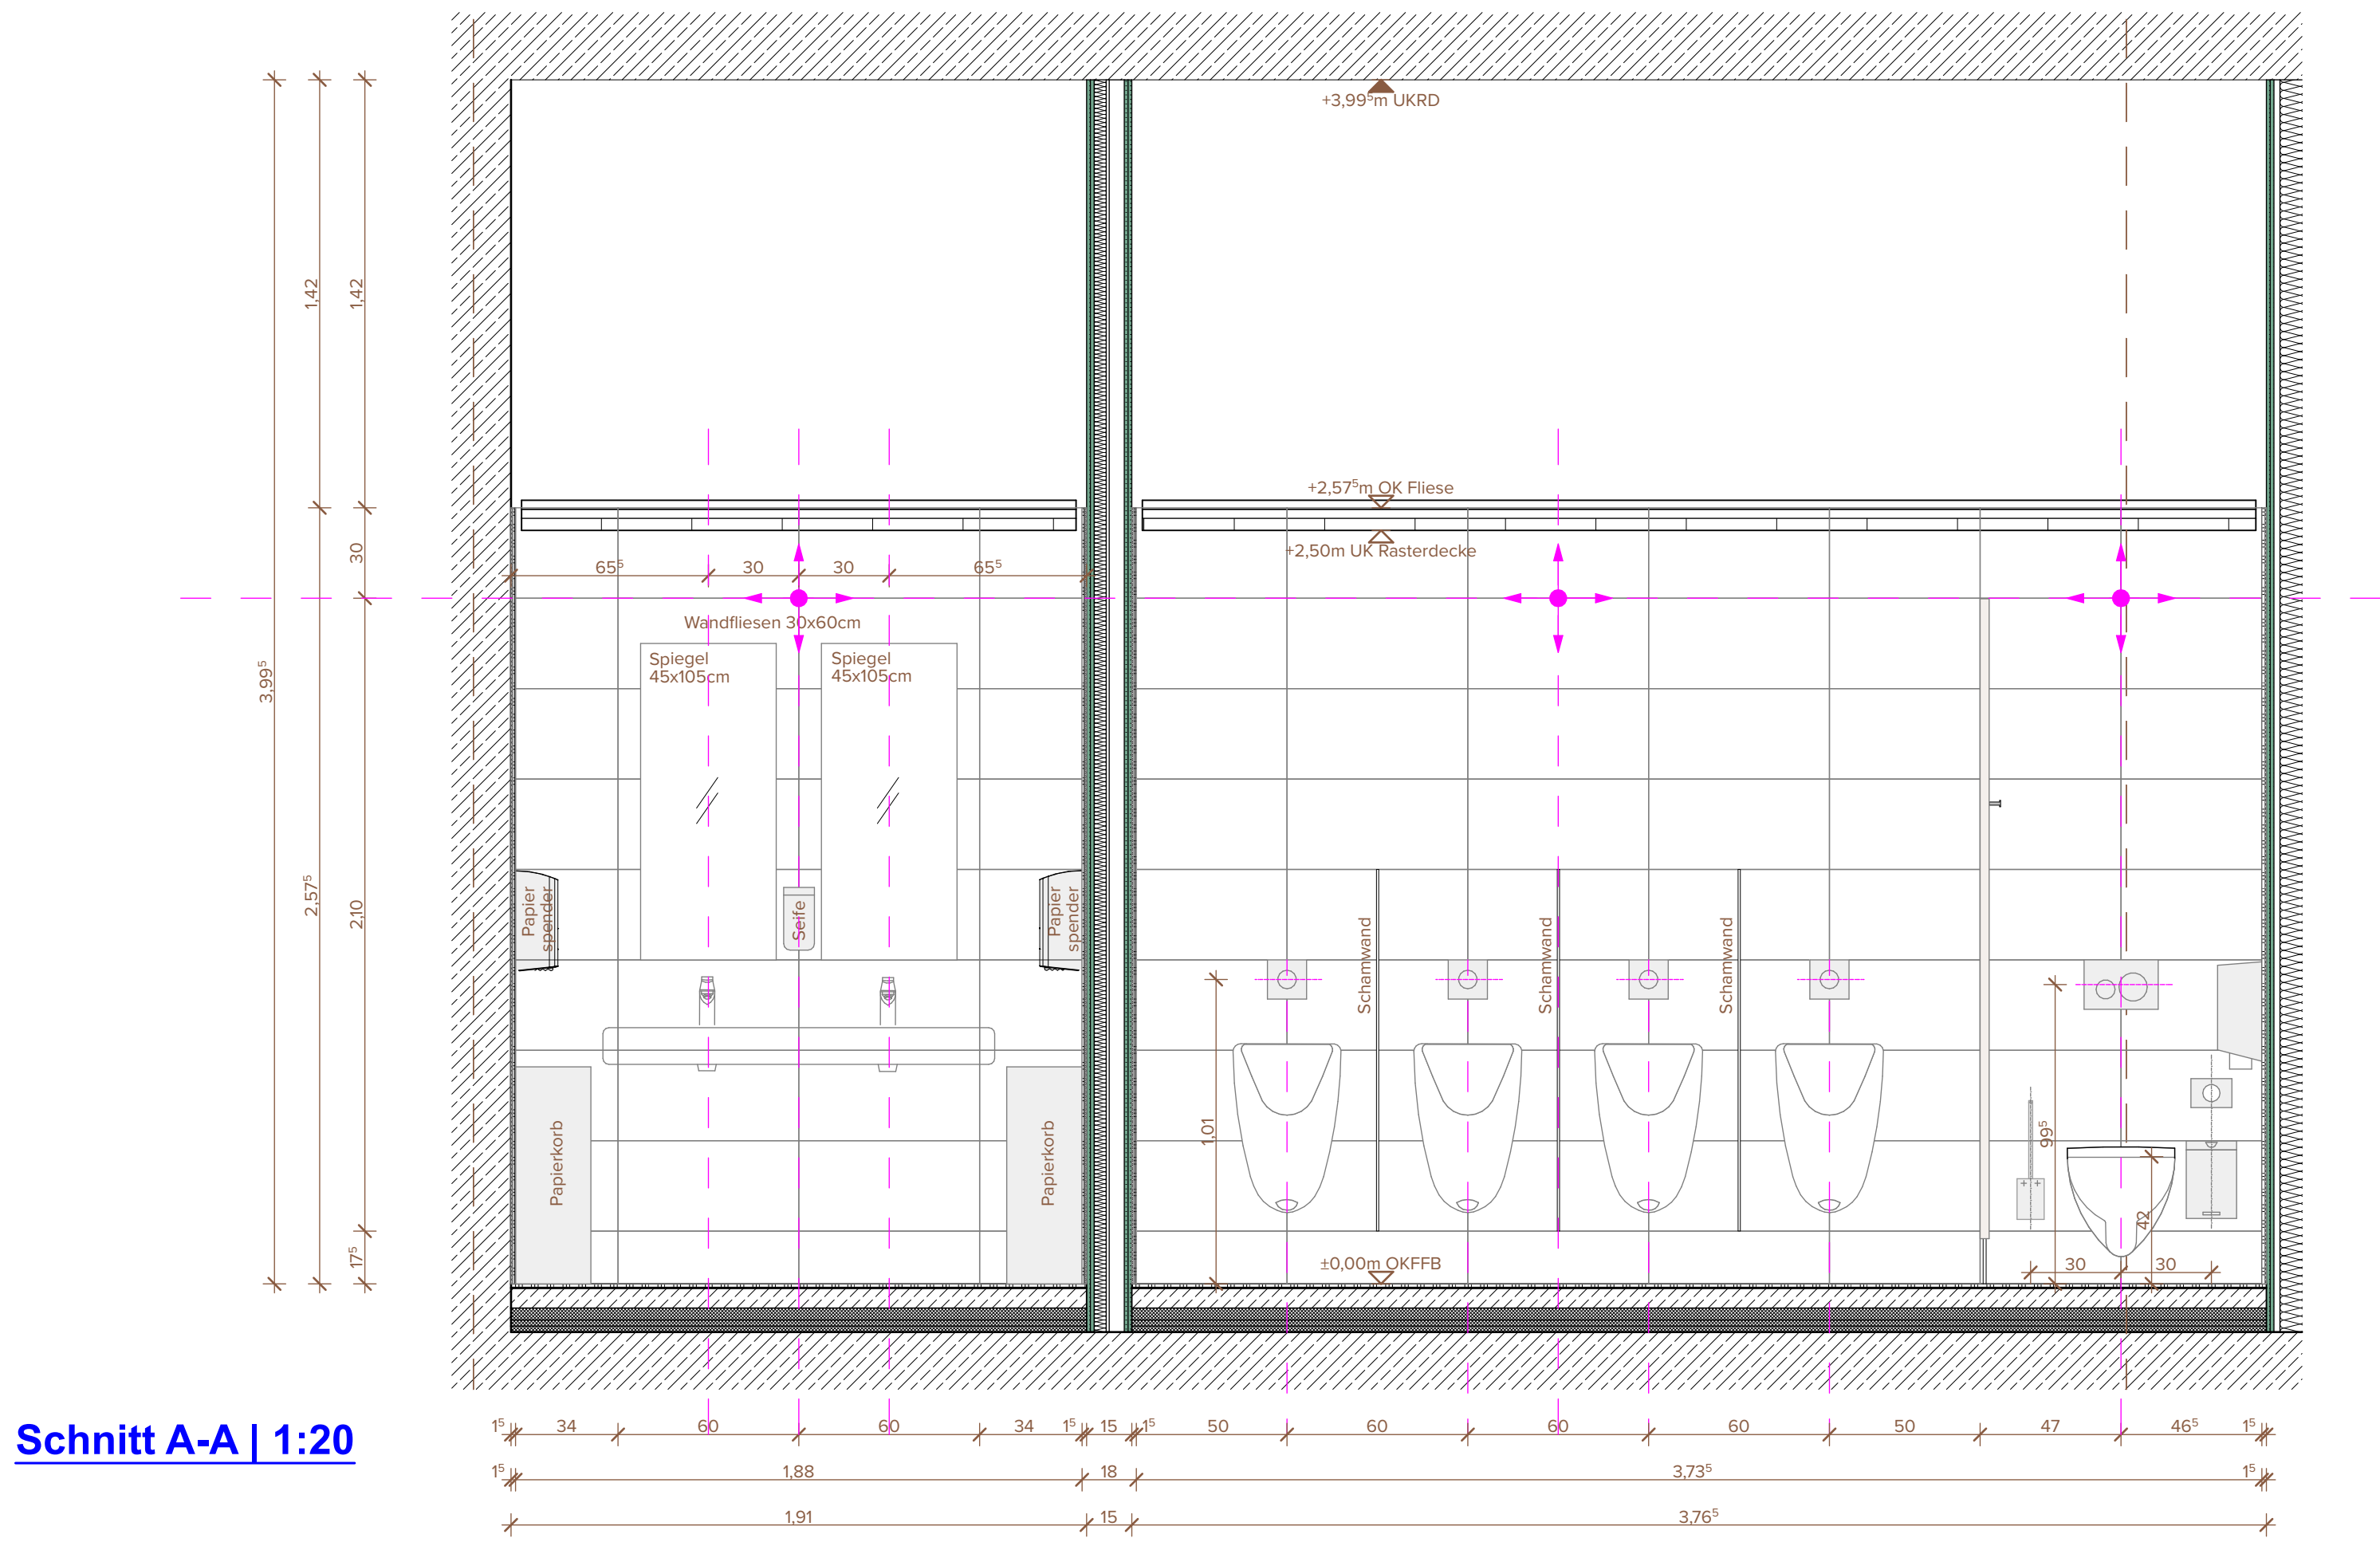 +3,99⁵m UKRD
1,42
1,42
+2,57⁵m OK Fliese
+2,50m UK Rasterdecke
30
65⁵
30
30
65⁵
Wandfliesen 30x60cm
Spiegel
45x105cm
Spiegel
45x105cm
3,99⁵
2,57⁵
2,10
Papier
spender
Seife
Papier
spender
Schamwand
Schamwand
Schamwand
1,01
99⁵
42
Papierkorb
Papierkorb
17⁵
±0,00m OKFFB
30
30
Schnitt A-A | 1:20
1⁵ 34 60 60 34 1⁵ 15 1⁵ 50 60 60 60 50 47 46⁵ 1⁵
1⁵ 1,88 18 3,73⁵ 1⁵
1,91 15 3,76⁵